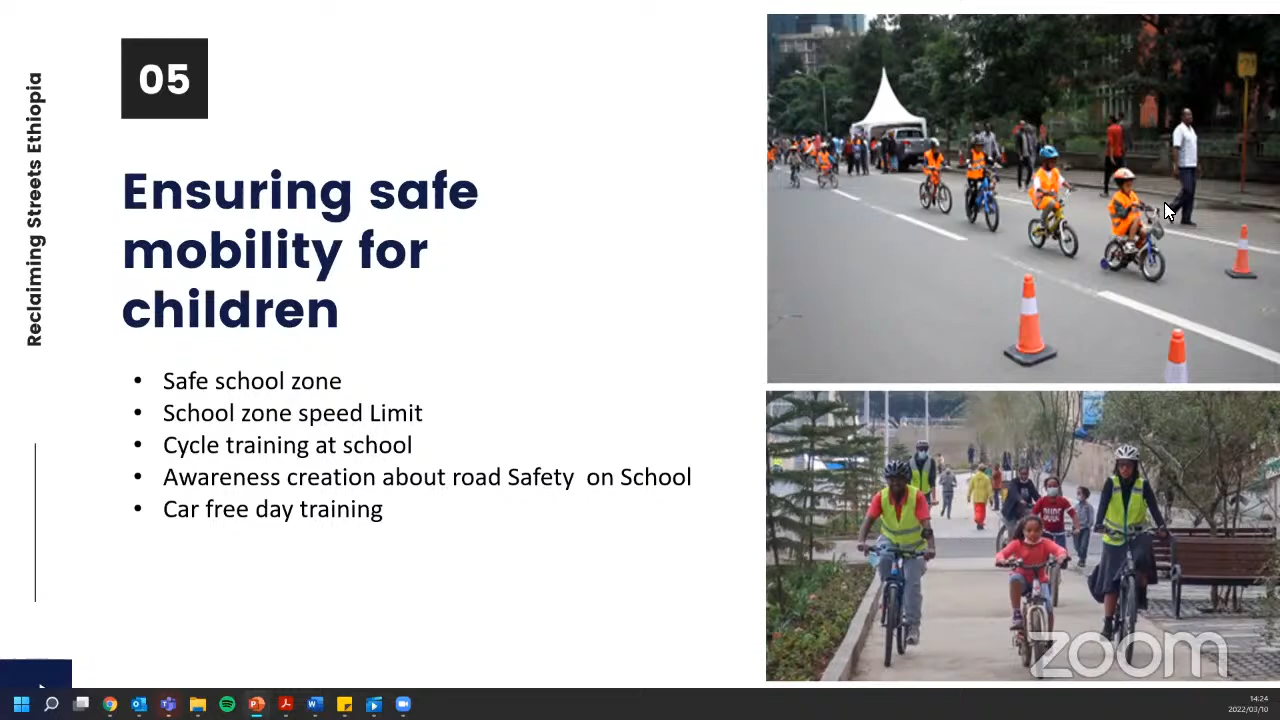 Reclaiming Streets Ethiopia
05
Ensuring safe
mobility for
children
• Safe school zone
• School zone speed Limit
• Cycle training at school
• Awareness creation about road Safety  on School
• Car free day training
zoom
14:24
2022/03/10